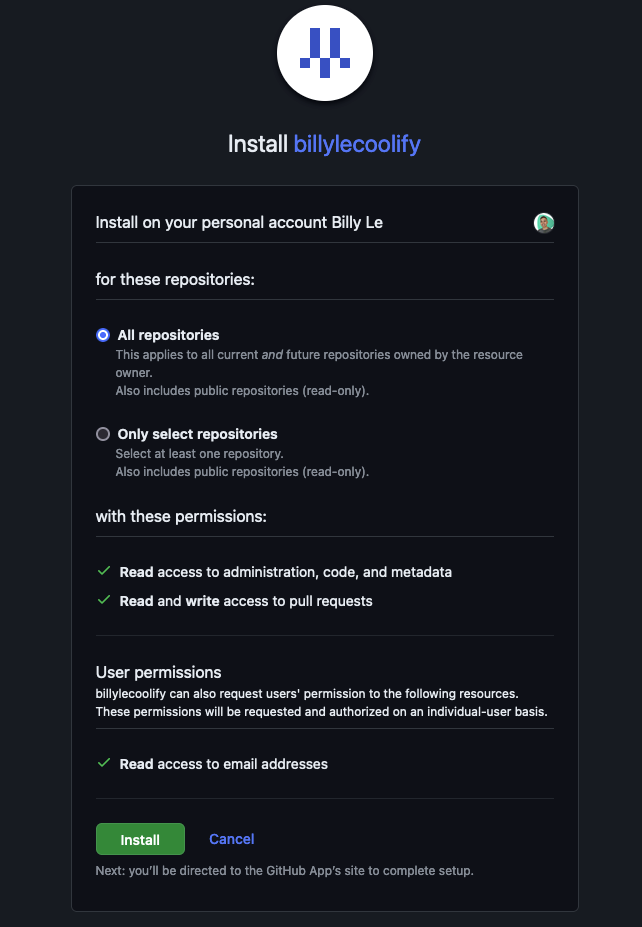 Install billylecoolify
Install on your personal account Billy Le
for these repositories:
All repositories
This applies to all current and future repositories owned by the resource
owner.
Also includes public repositories (read-only).
Only select repositories
Select at least one repository.
Also includes public repositories (read-only).
with these permissions:
Read access to administration, code, and metadata
Read and write access to pull requests
User permissions
billylecoolify can also request users' permission to the following resources.
These permissions will be requested and authorized on an individual-user basis.
Read access to email addresses
Install Cancel
Next: you’ll be directed to the GitHub App’s site to complete setup.